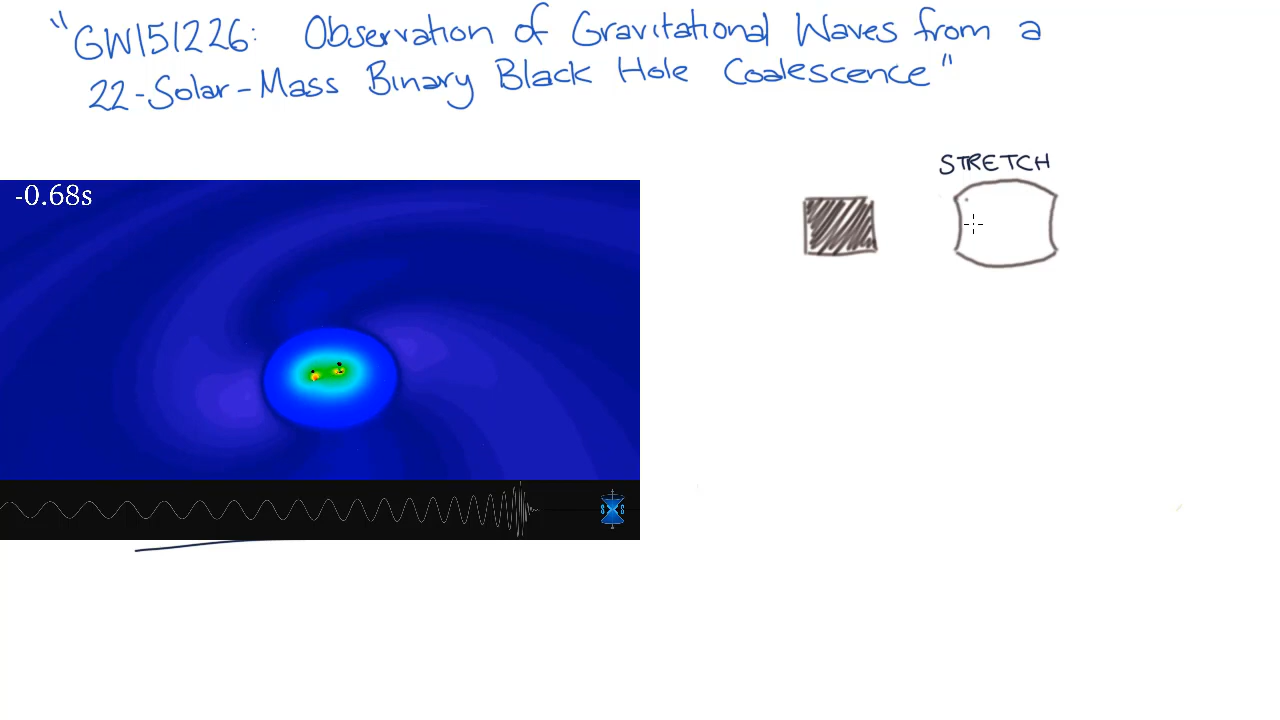 "GW151226: Observation of Gravitational Waves from a
22-Solar-Mass Binary Black Hole Coalescence"
STRETCH
-0.68s